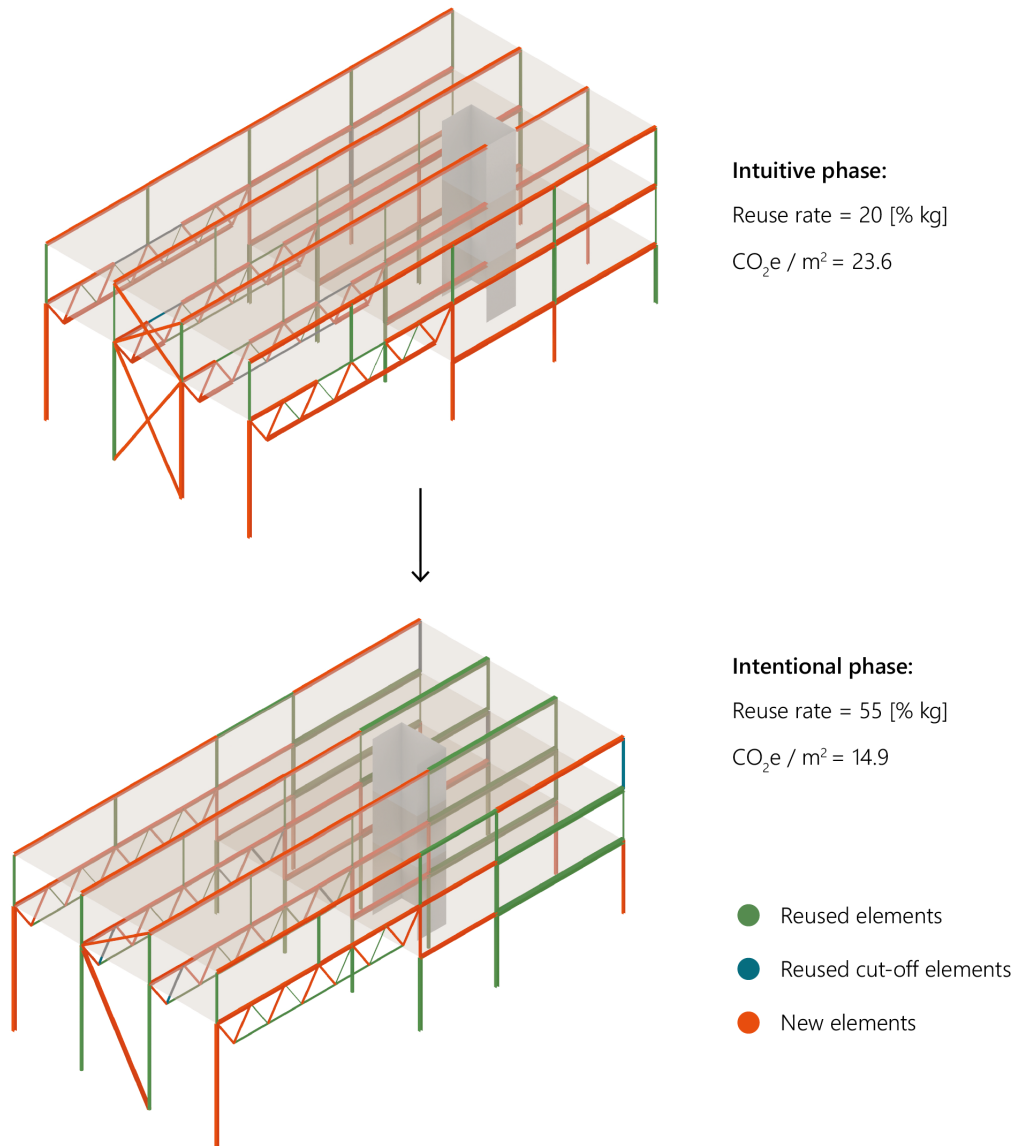 Intuitive phase:
Reuse rate = 20 [% kg]
CO₂e / m² = 23.6
Intentional phase:
Reuse rate = 55 [% kg]
CO₂e / m² = 14.9
Reused elements
Reused cut-off elements
New elements